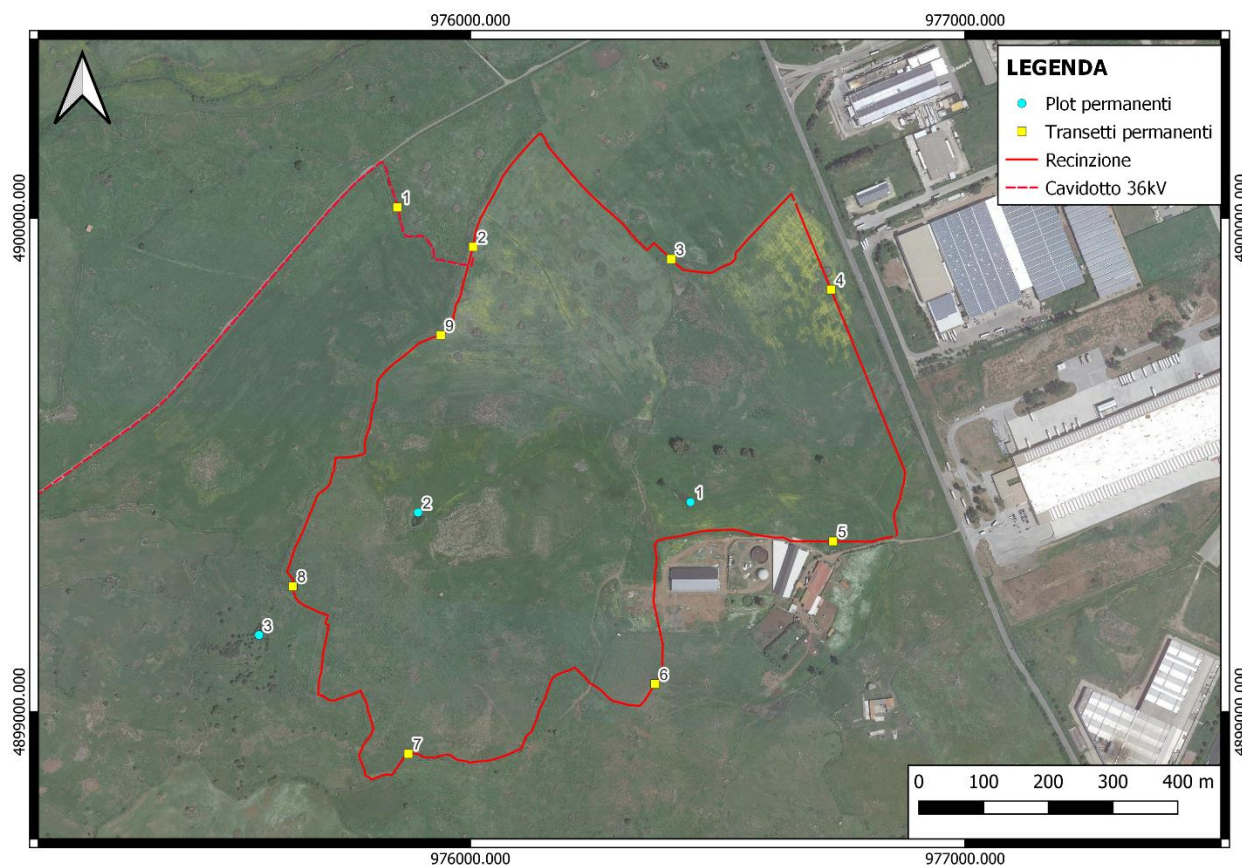 976000.000 977000.000
LEGENDA
Plot permanenti
Transetti permanenti
Recinzione
Cavidotto 36kV
1
4900000.000 4900000.000
2
3
4
9
1
2
5
8
3
6
4899000.000 4899000.000
7
0 100 200 300 400 m
976000.000 977000.000